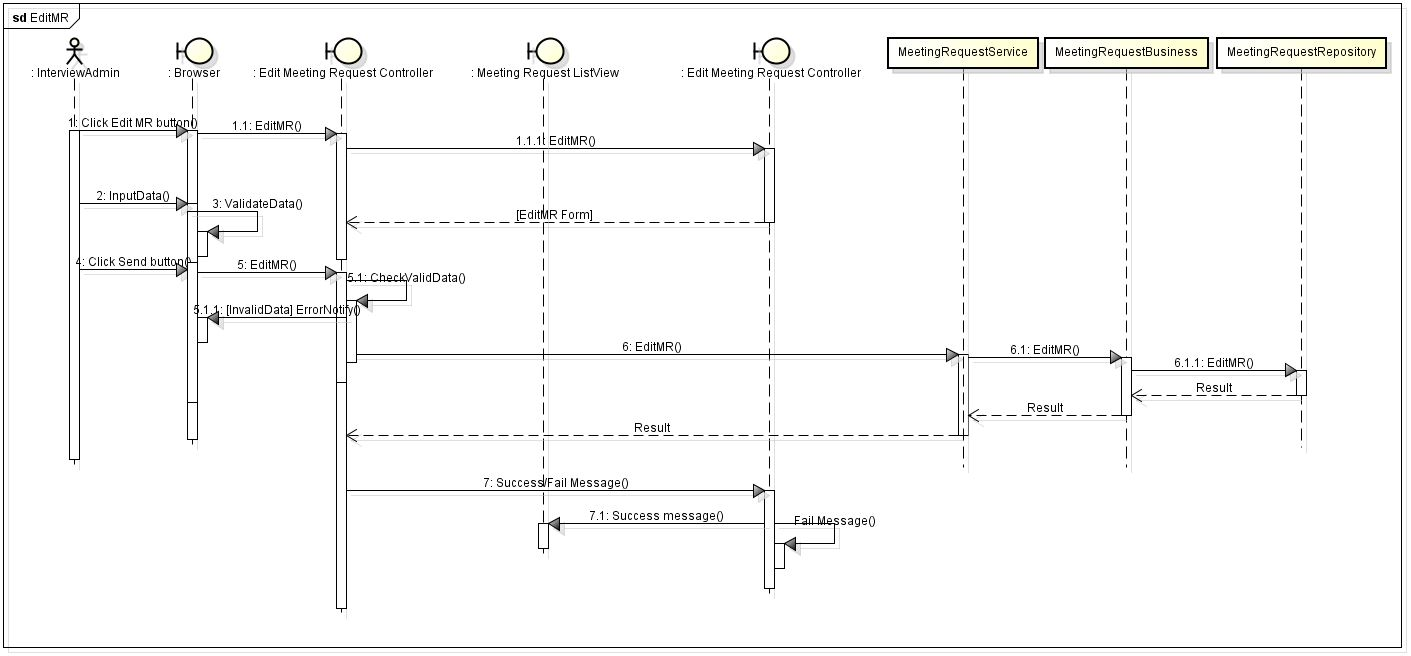 sd EditMR
: InterviewAdmin
: Browser
: Edit Meeting Request Controller
: Meeting Request ListView
: Edit Meeting Request Controller
MeetingRequestService
MeetingRequestBusiness
MeetingRequestRepository
1: Click Edit MR button()
1.1: EditMR()
1.1.1: EditMR()
2: InputData()
3: ValidateData()
[EditMR Form]
4: Click Send button()
5: EditMR()
5.1: CheckValidData()
5.1.1: [InvalidData] ErrorNotify()
6: EditMR()
6.1: EditMR()
6.1.1: EditMR()
Result
Result
Result
7: Success/Fail Message()
7.1: Success message()
Fail Message()